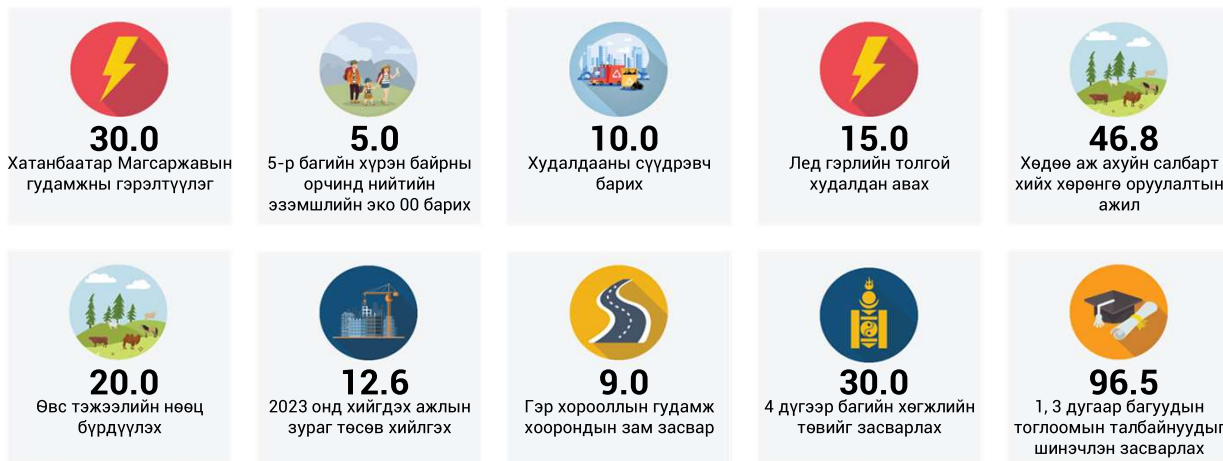 30.0
Хатанбаатар Магсаржавын
гудамжны гэрэлтүүлэг
5.0
5-р багийн хүрэн байрны
орчинд нийтийн
эзэмшлийн эко 00 барих
10.0
Худалдааны сүүдрэвч
барих
15.0
Лед гэрлийн толгой
худалдан авах
46.8
Хөдөө аж ахуйн салбарт
хийх хөрөнгө оруулалтын
ажил
20.0
Өвс тэжээлийн нөөц
бүрдүүлэх
12.6
2023 онд хийгдэх ажлын
зураг төсөв хийлгэх
9.0
Гэр хорооллын гудамж
хоорондын зам засвар
30.0
4 дүгээр багийн хөгжлийн
төвийг засварлах
96.5
1, 3 дугаар багуудын
тоглоомын талбайнуудыг
шинэчлэн засварлах